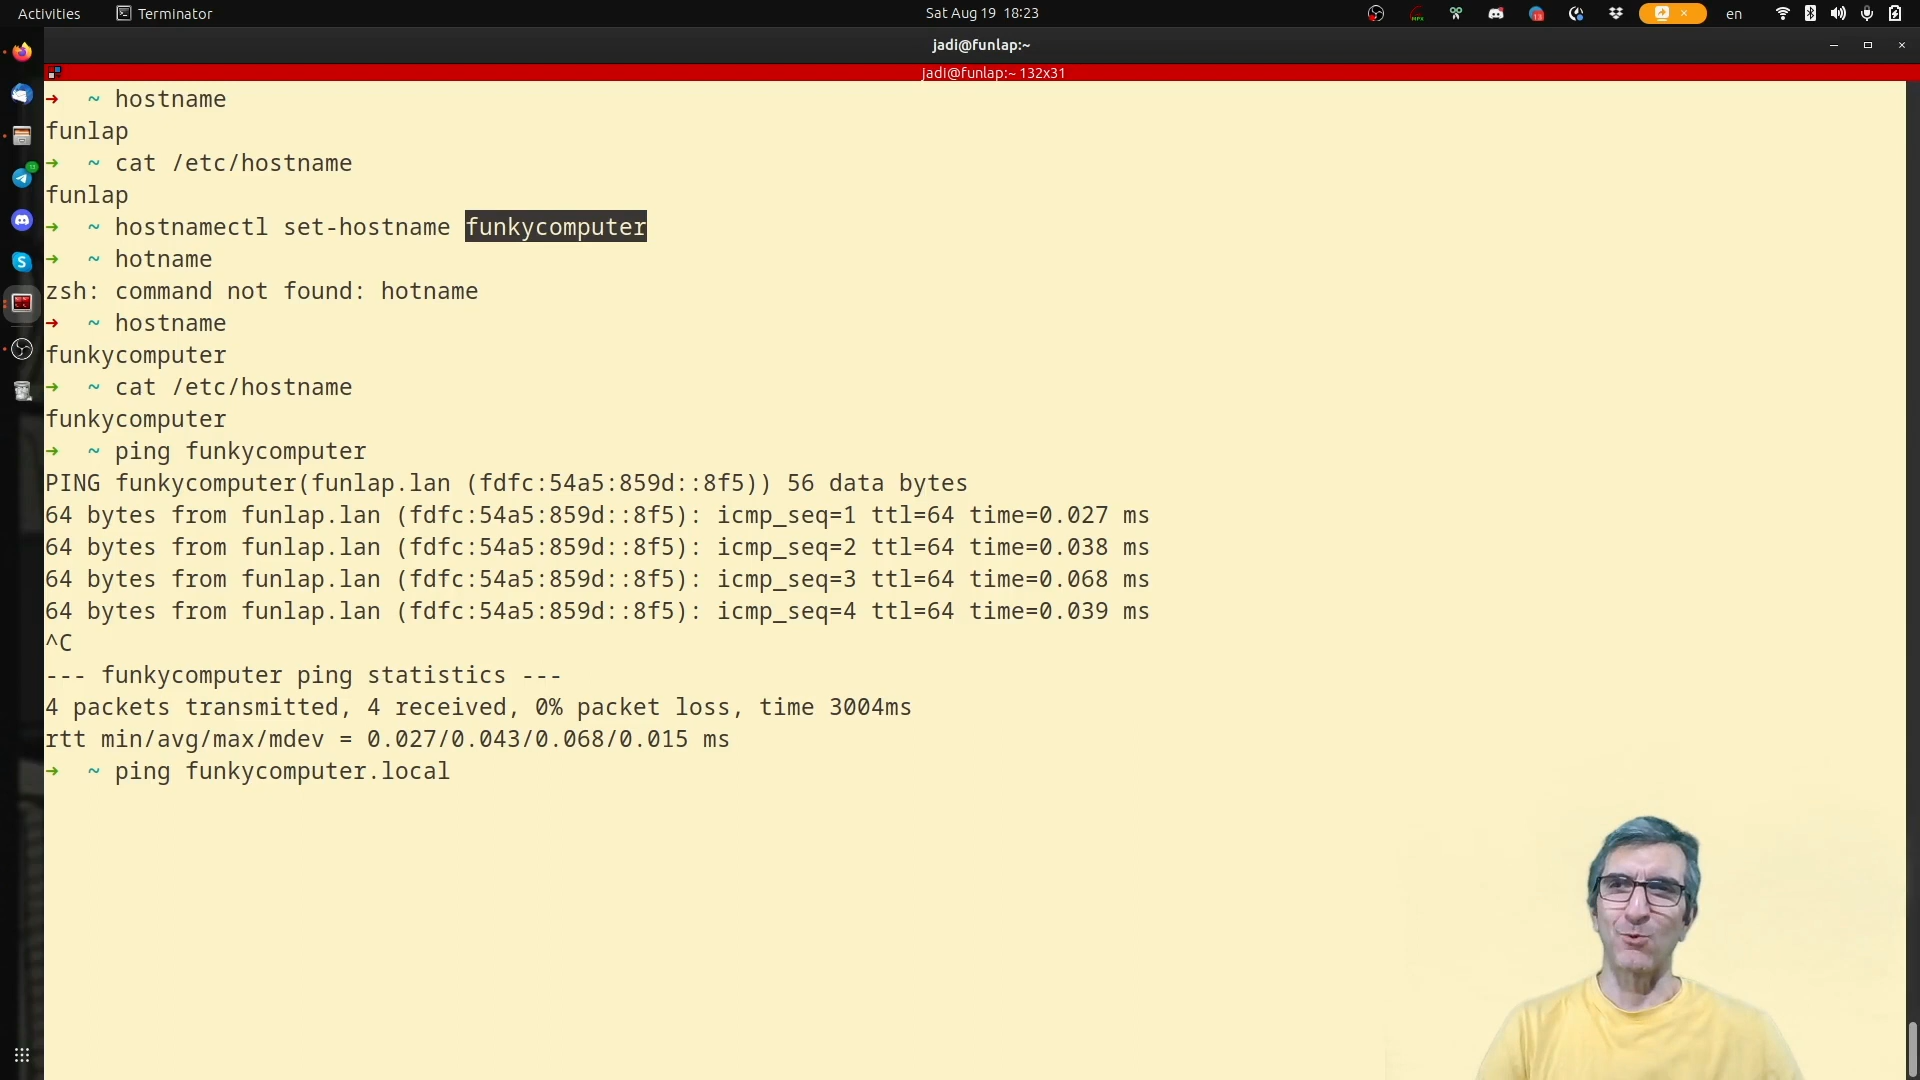 Activities
Terminator
Sat Aug 19 18:23
en
jadi@funlap:~
jadi@funlap:~ 132x31
➜ ~ hostname
funlap
➜ ~ cat /etc/hostname
funlap
➜ ~ hostnamectl set-hostname funkycomputer
➜ ~ hotname
zsh: command not found: hotname
➜ ~ hostname
funkycomputer
➜ ~ cat /etc/hostname
funkycomputer
➜ ~ ping funkycomputer
PING funkycomputer(funlap.lan (fdfc:54a5:859d::8f5)) 56 data bytes
64 bytes from funlap.lan (fdfc:54a5:859d::8f5): icmp_seq=1 ttl=64 time=0.027 ms
64 bytes from funlap.lan (fdfc:54a5:859d::8f5): icmp_seq=2 ttl=64 time=0.038 ms
64 bytes from funlap.lan (fdfc:54a5:859d::8f5): icmp_seq=3 ttl=64 time=0.068 ms
64 bytes from funlap.lan (fdfc:54a5:859d::8f5): icmp_seq=4 ttl=64 time=0.039 ms
^C
--- funkycomputer ping statistics ---
4 packets transmitted, 4 received, 0% packet loss, time 3004ms
rtt min/avg/max/mdev = 0.027/0.043/0.068/0.015 ms
➜ ~ ping funkycomputer.local